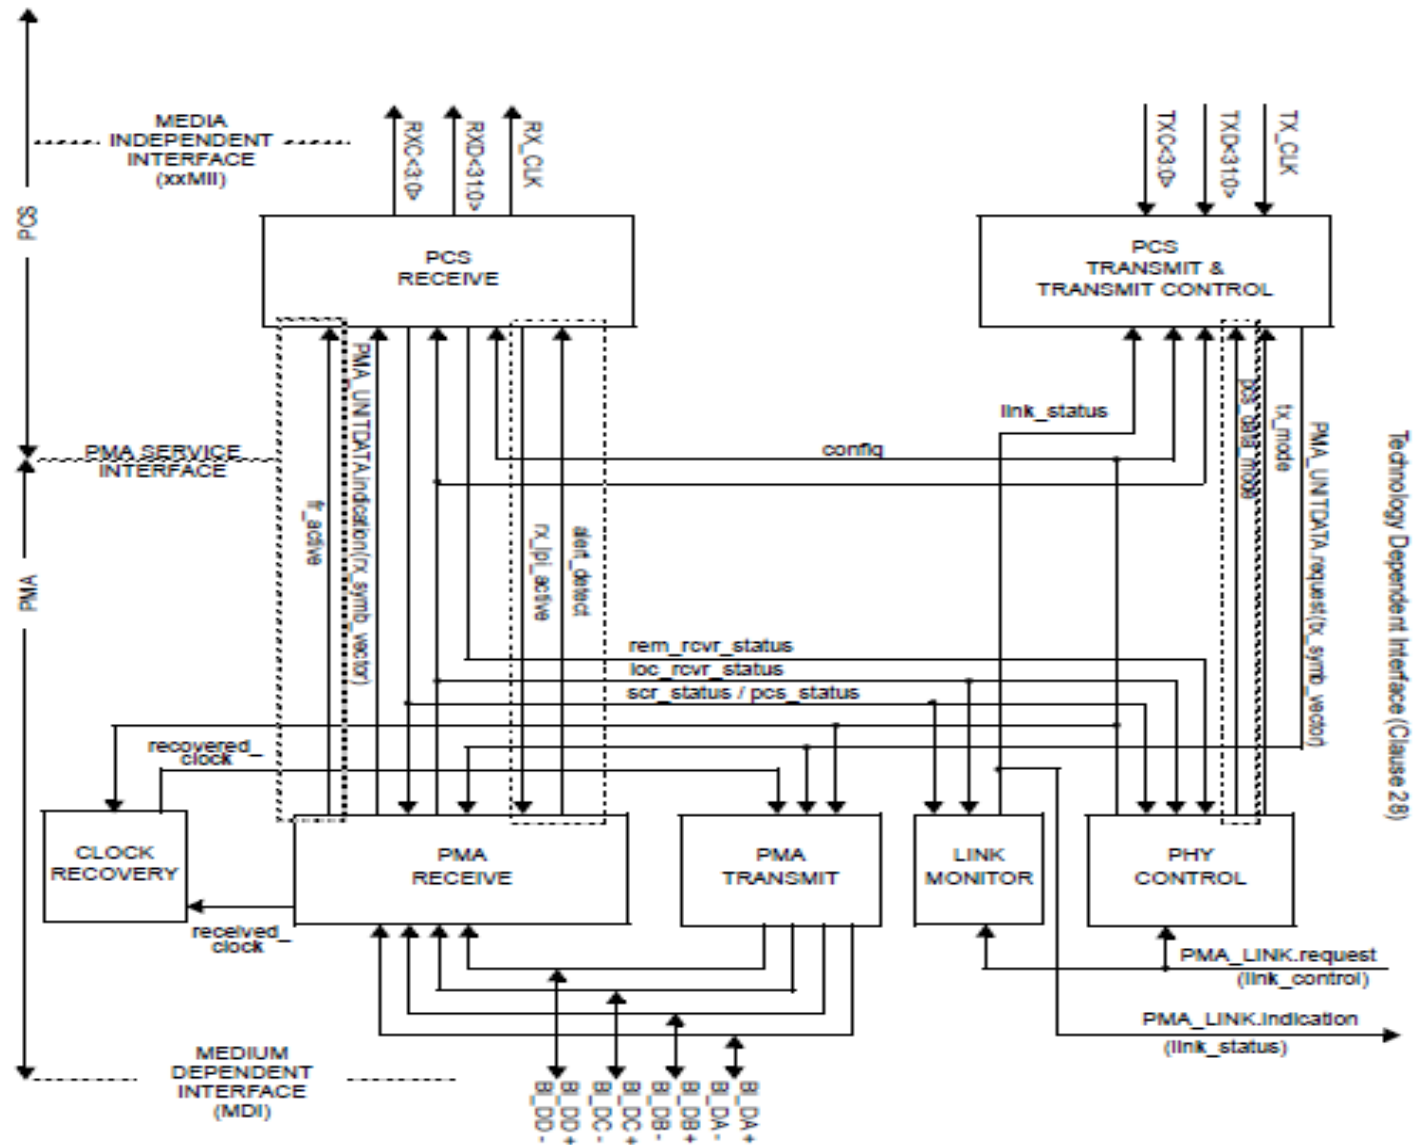 MEDIA
INDEPENDENT
INTERFACE
(xxMII)
RXC<3:0>
RXD<31:0>
RX_CLK
TXC<3:0>
TXD<31:0>
TX_CLK
PCS
PCS
RECEIVE
PCS
TRANSMIT &
TRANSMIT CONTROL
link_status
config
PMA SERVICE
INTERFACE
fr_active
PMA_UNITDATA.indication(rx_symb_vector)
rx_lpi_active
alert_detect
pcs_data_mode
tx_mode
PMA_UNITDATA.request(tx_symb_vector)
Technology Dependent Interface (Clause 28)
PMA
rem_rcvr_status
loc_rcvr_status
scr_status / pcs_status
recovered_
clock
CLOCK
RECOVERY
PMA
RECEIVE
PMA
TRANSMIT
LINK
MONITOR
PHY
CONTROL
received_
clock
PMA_LINK.request
(link_control)
PMA_LINK.indication
(link_status)
MEDIUM
DEPENDENT
INTERFACE
(MDI)
BI_DD -
BI_DD +
BI_DC -
BI_DC +
BI_DB -
BI_DB+
BI_DA -
BI_DA +